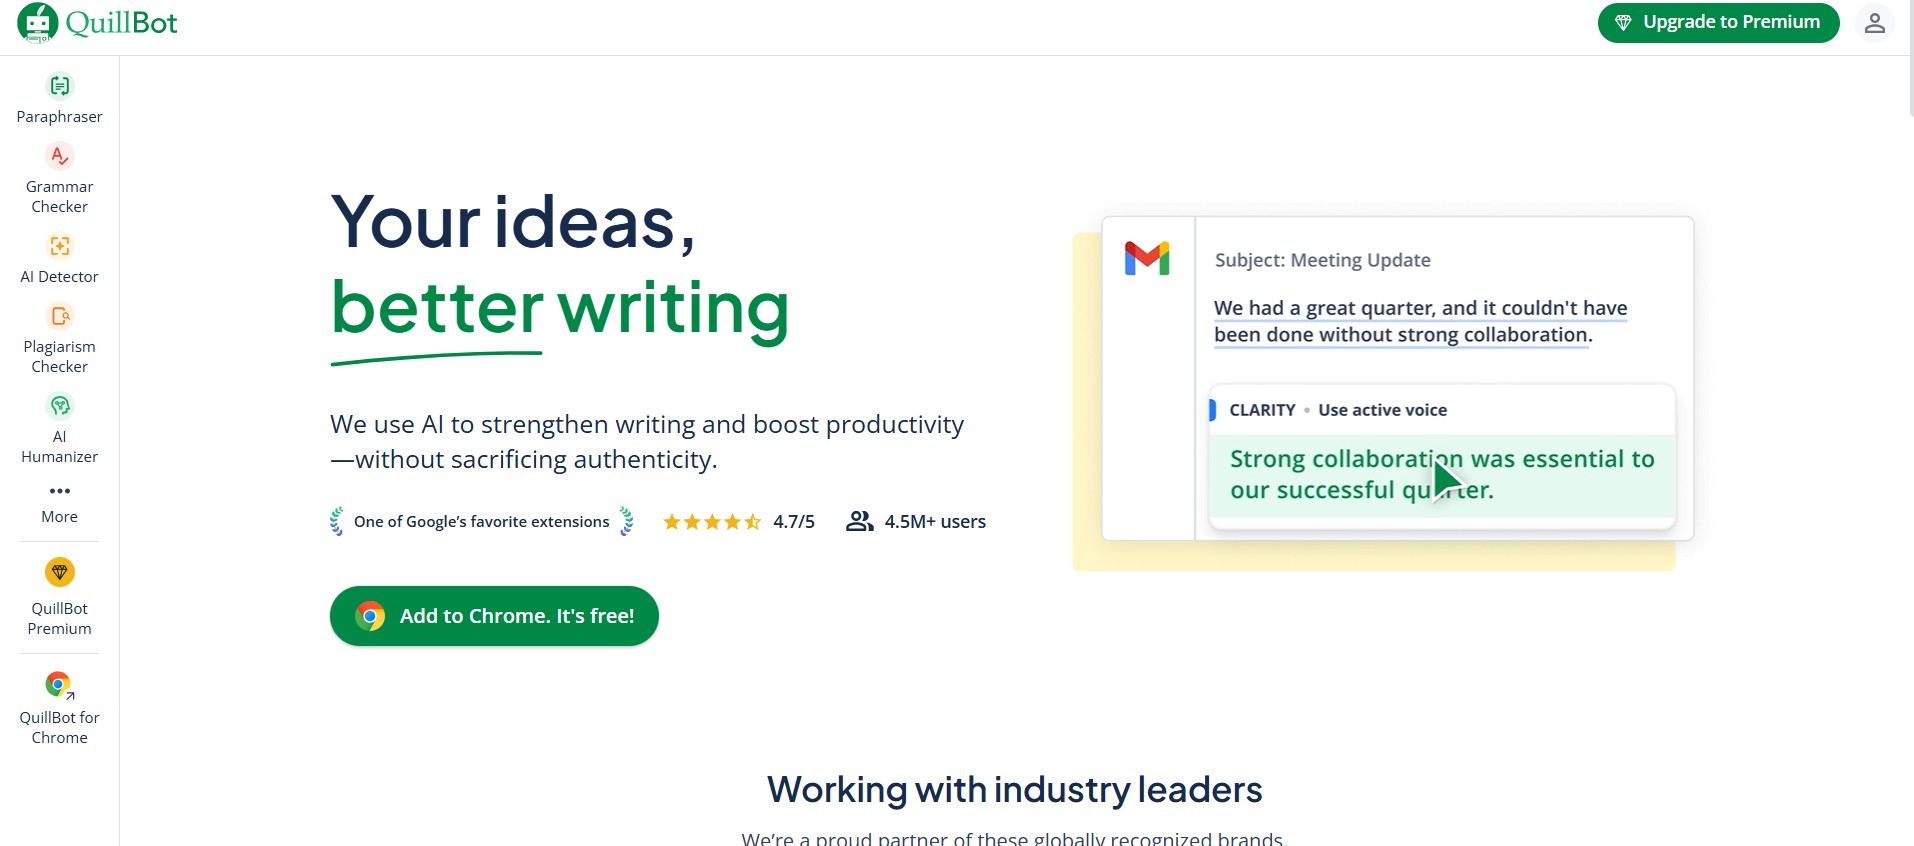 QuillBot
Upgrade to Premium
Paraphraser
Grammar
Checker
AI Detector
Plagiarism
Checker
AI
Humanizer
More
QuillBot
Premium
QuillBot for
Chrome
Your ideas,
better writing
We use AI to strengthen writing and boost productivity
—without sacrificing authenticity.
One of Google’s favorite extensions
4.7/5
4.5M+ users
Add to Chrome. It's free!
Subject: Meeting Update
We had a great quarter, and it couldn't have
been done without strong collaboration.
CLARITY • Use active voice
Strong collaboration was essential to
our successful quarter.
Working with industry leaders
We’re a proud partner of these globally recognized brands.